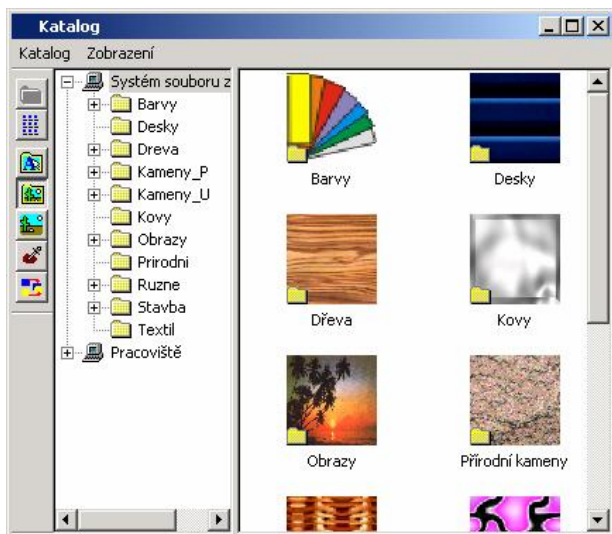 Katalog
Katalog Zobrazení
Systém souboru z
Barvy
Desky
Dreva
Kameny_P
Kameny_U
Kovy
Obrazy
Prirodni
Ruzne
Stavba
Textil
Pracoviště
Barvy
Desky
Dřeva
Kovy
Obrazy
Přírodní kameny